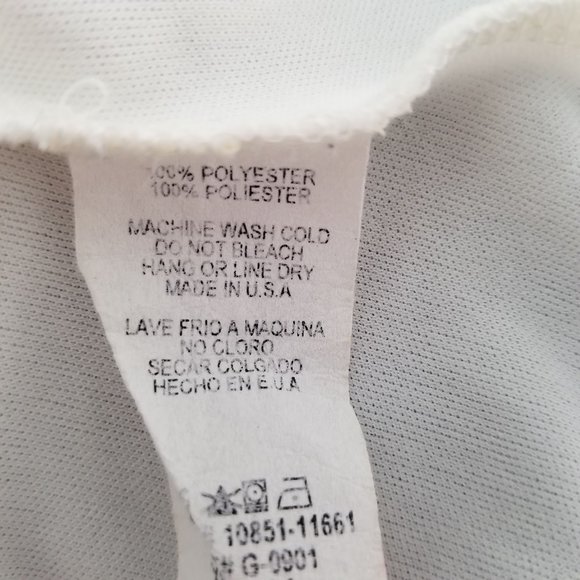 100% POLYESTER
100% POLIESTER
MACHINE WASH COLD
DO NOT BLEACH
HANG OR LINE DRY
MADE IN U.S.A
LAVE FRIO A MAQUINA
NO CLORO
SECAR COLGADO
HECHO EN E.U.A
10851-11661
G-0901